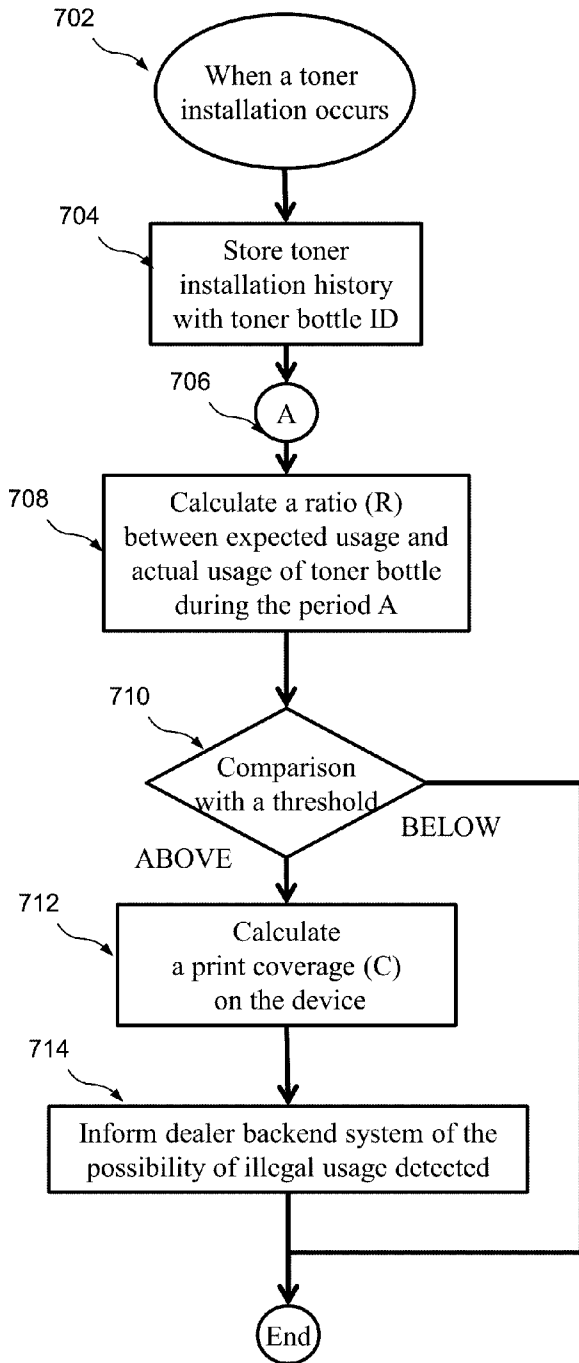 702
When a toner
installation occurs
704
Store toner
installation history
with toner bottle ID
706
A
708
Calculate a ratio (R)
between expected usage and
actual usage of toner bottle
during the period A
710
Comparison
with a threshold
BELOW
ABOVE
712
Calculate
a print coverage (C)
on the device
714
Inform dealer backend system of the
possibility of illegal usage detected
End